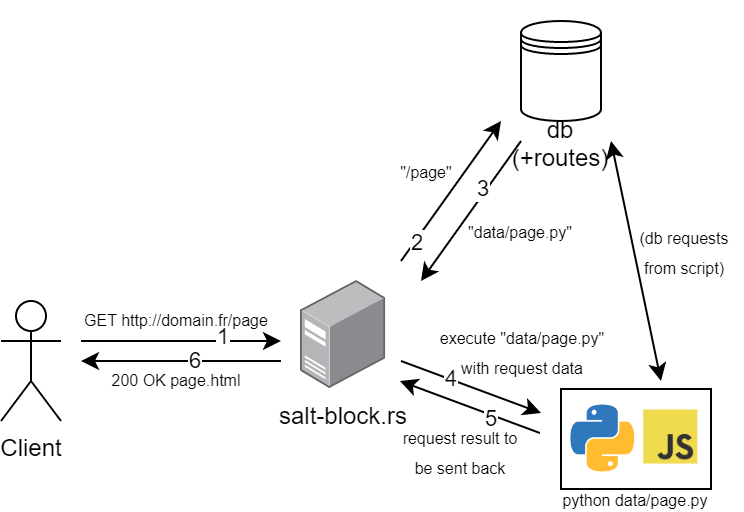 db
(+routes)
"/page"
3
2
"data/page.py"
(db requests
from script)
GET http://domain.fr/page
1
6
200 OK page.html
execute "data/page.py"
with request data
4
5
salt-block.rs
request result to
be sent back
Client
JS
python data/page.py